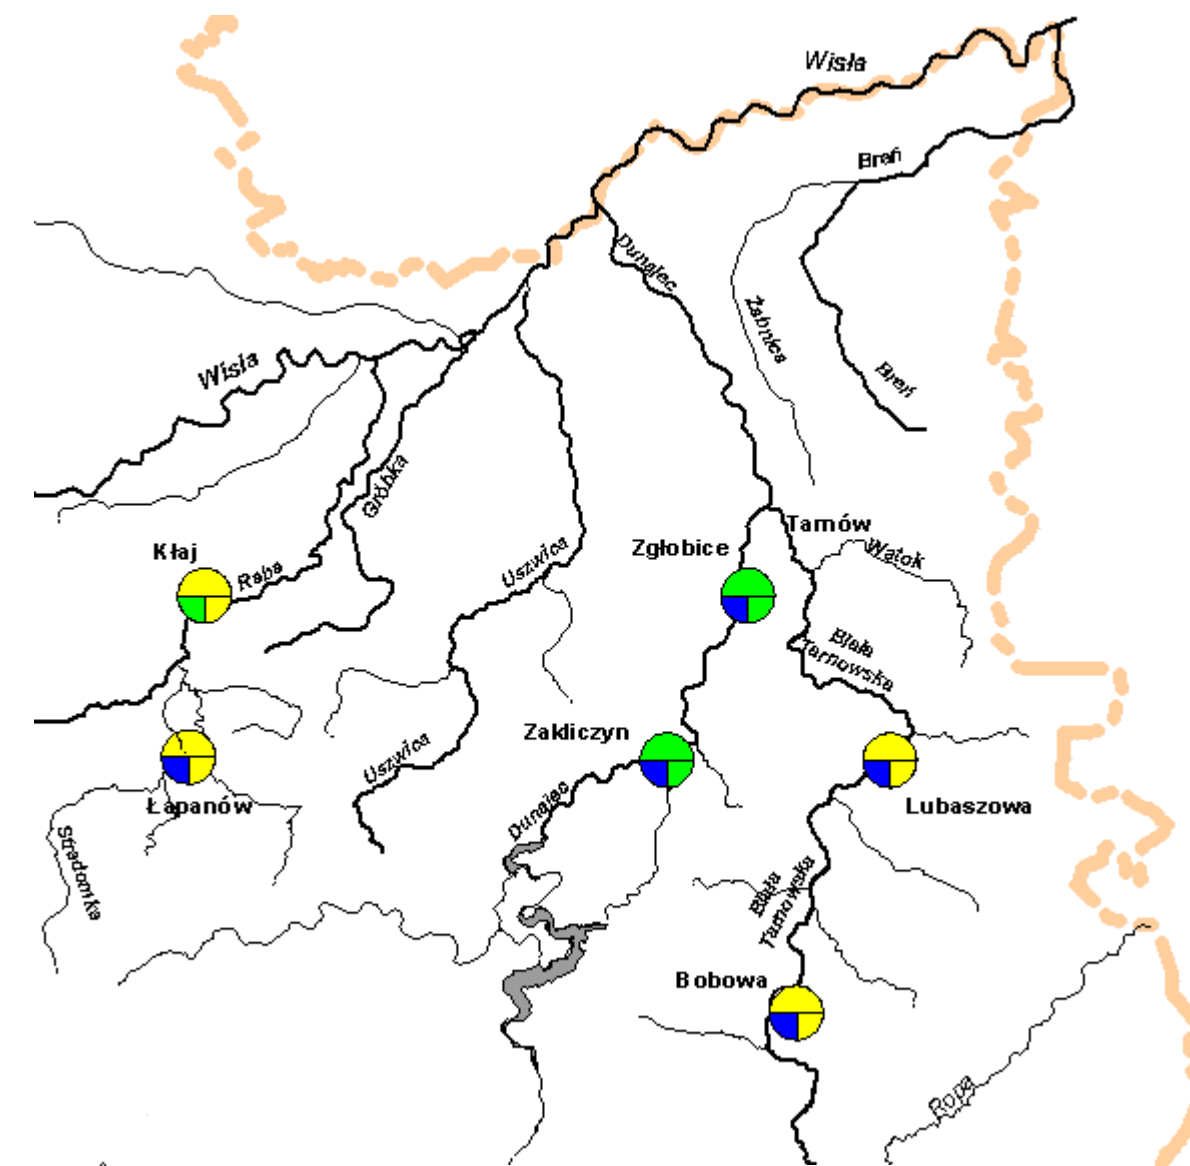 Wisła
Breń
Dunajec
Żabnica
Wisła
Breń
Gróbka
Tarnów
Kłaj
Zgłobice
Uszwica
Wątok
Raba
Biała
Tarnowska
Zakliczyn
Uszwica
Dunajec
Łapanów
Lubaszowa
Stradomka
Biała
Tarnowska
Bobowa
Ropa